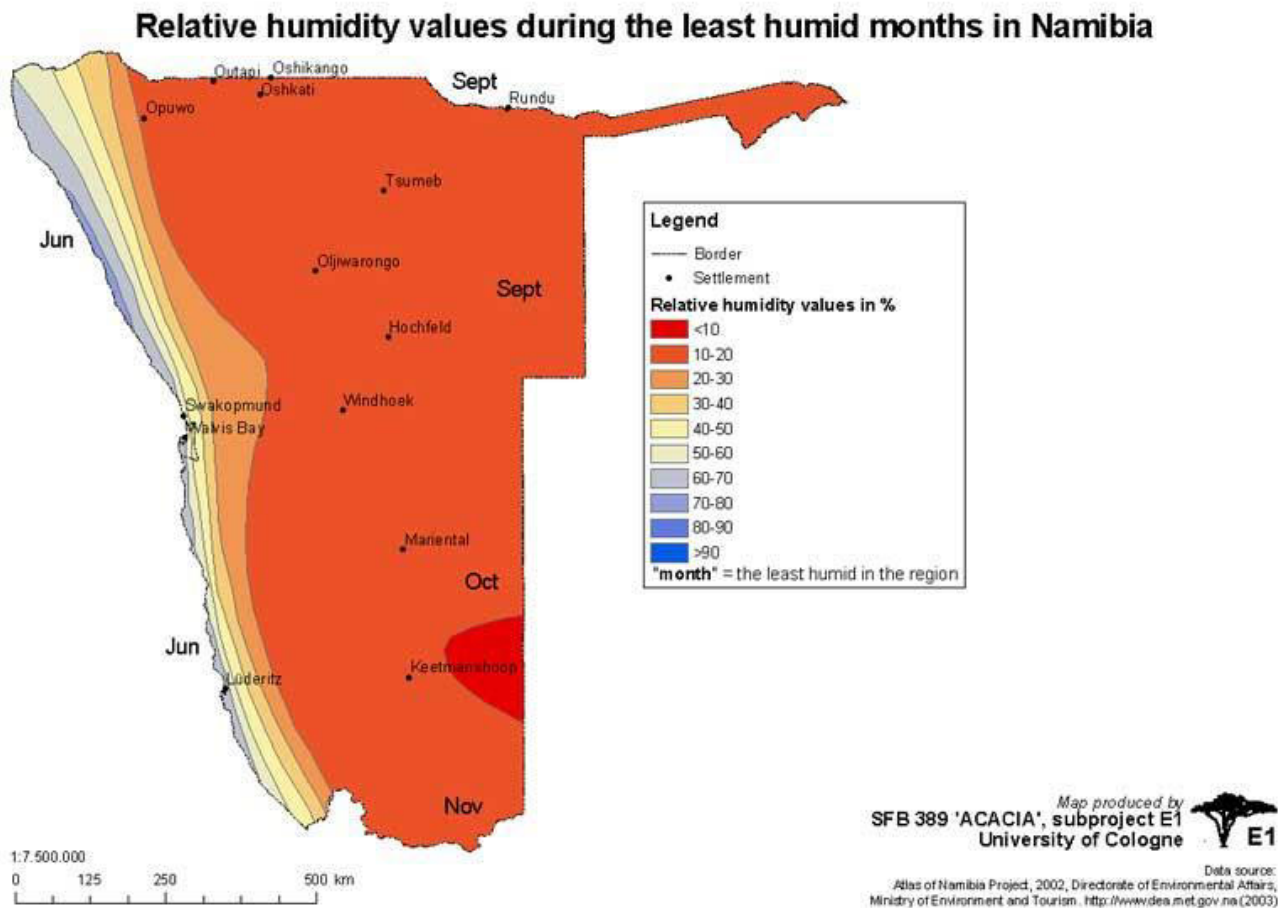 Relative humidity values during the least humid months in Namibia
Outapi
Oshikango
Oshkati
Sept
Rundu
Opuwo
Tsumeb
Jun
Oljiwarongo
Sept
Hochfeld
Swakopmund
Windhoek
Walvis Bay
Mariental
Oct
Jun
Keetmanshoop
Lüderitz
Nov
Legend
Border
Settlement
Relative humidity values in %
<10
10-20
20-30
30-40
40-50
50-60
60-70
70-80
80-90
>90
"month" = the least humid in the region
Map produced by
SFB 389 'ACACIA', subproject E1
University of Cologne
E1
1:7.500.000
0 125 250 500 km
Data source:
Atlas of Namibia Project, 2002, Directorate of Environmental Affairs,
Ministry of Environment and Tourism. http://www.dea.met.gov.na (2003)